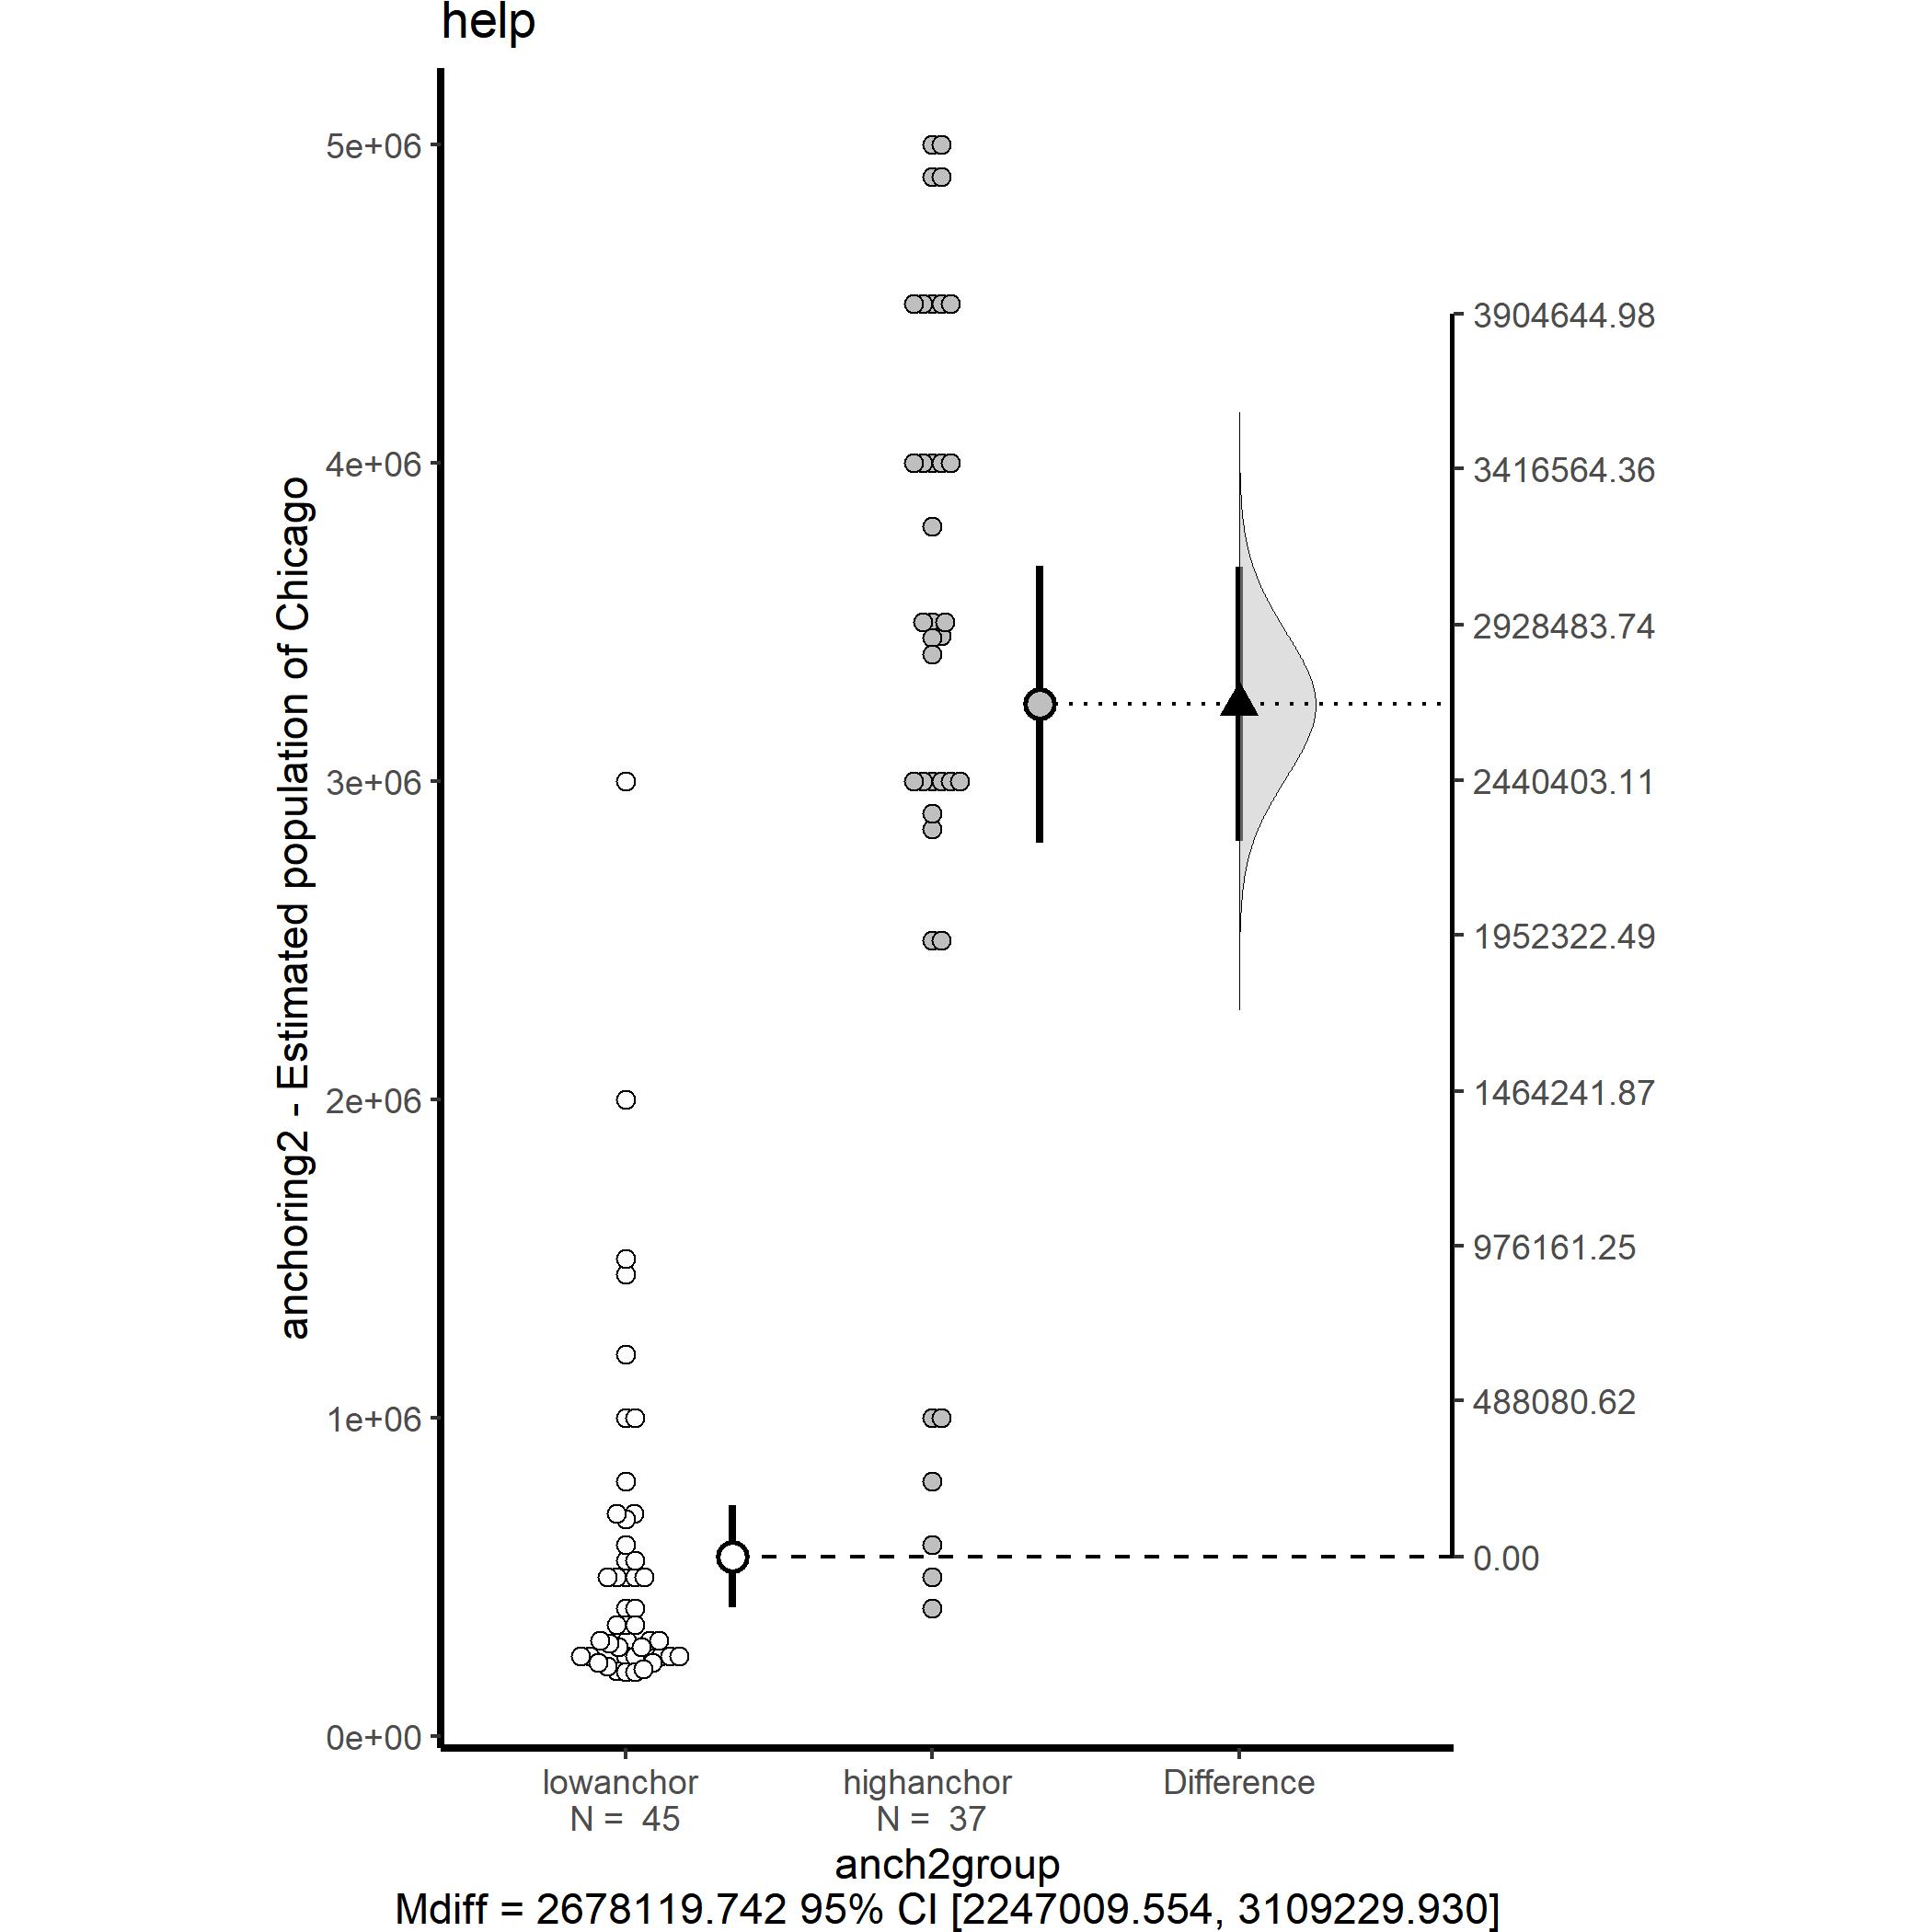 help
anchoring2 - Estimated population of Chicago
5e+06
4e+06
3e+06
2e+06
1e+06
0e+00
3904644.98
3416564.36
2928483.74
2440403.11
1952322.49
1464241.87
976161.25
488080.62
0.00
lowanchor
N =  45
highanchor
N =  37
Difference
anch2group
Mdiff = 2678119.742 95% CI [2247009.554, 3109229.930]